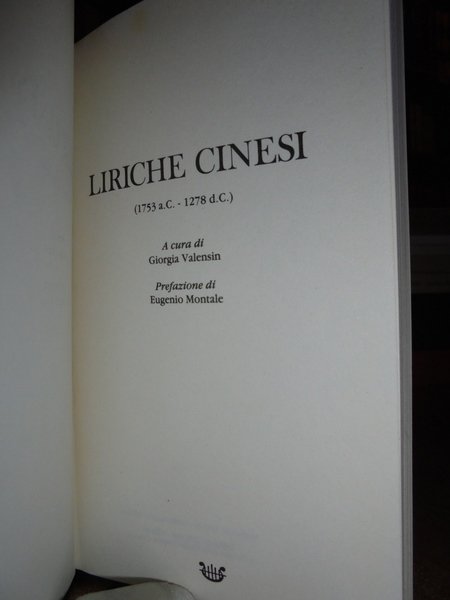 LIRICHE CINESI
(1753 a.C. - 1278 d.C.)
A cura di
Giorgia Valensin
Prefazione di
Eugenio Montale